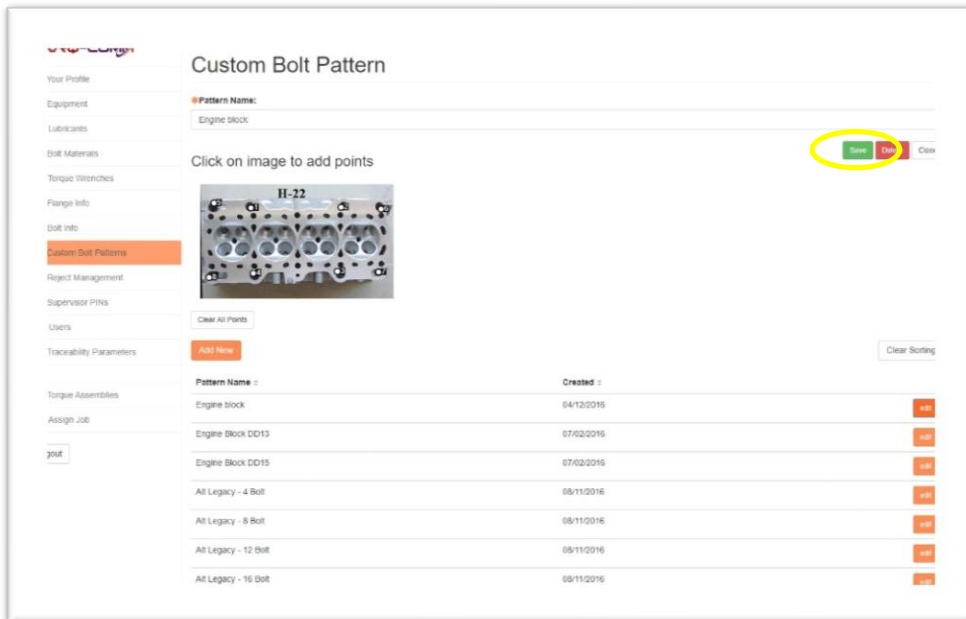 Your Profile
Equipment
Lubricants
Bolt Materials
Torque Wrenches
Flange Info
Bolt Info
Custom Bolt Patterns
Reject Management
Supervisor PINs
Users
Traceability Parameters
Torque Assemblies
Assign Job
gout
Custom Bolt Pattern
*Pattern Name:
Engine block
Save Delete Close
Click on image to add points
H-22
Clear All Points
Add New
Clear Sorting
Pattern Name Created
Engine block 04/12/2016 edit
Engine Block DD13 07/02/2016 edit
Engine Block DD15 07/02/2016 edit
Alt Legacy - 4 Bolt 08/11/2016 edit
Alt Legacy - 8 Bolt 08/11/2016 edit
Alt Legacy - 12 Bolt 08/11/2016 edit
Alt Legacy - 16 Bolt 08/11/2016 edit